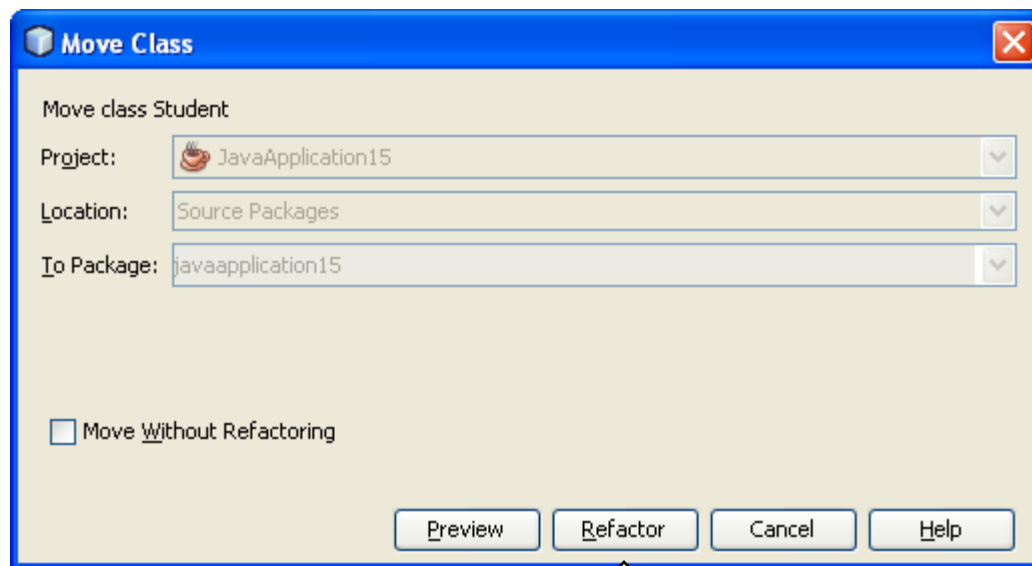 Move Class
Move class Student
Project: JavaApplication15
Location: Source Packages
To Package: javaapplication15
Move Without Refactoring
Preview Refactor Cancel Help